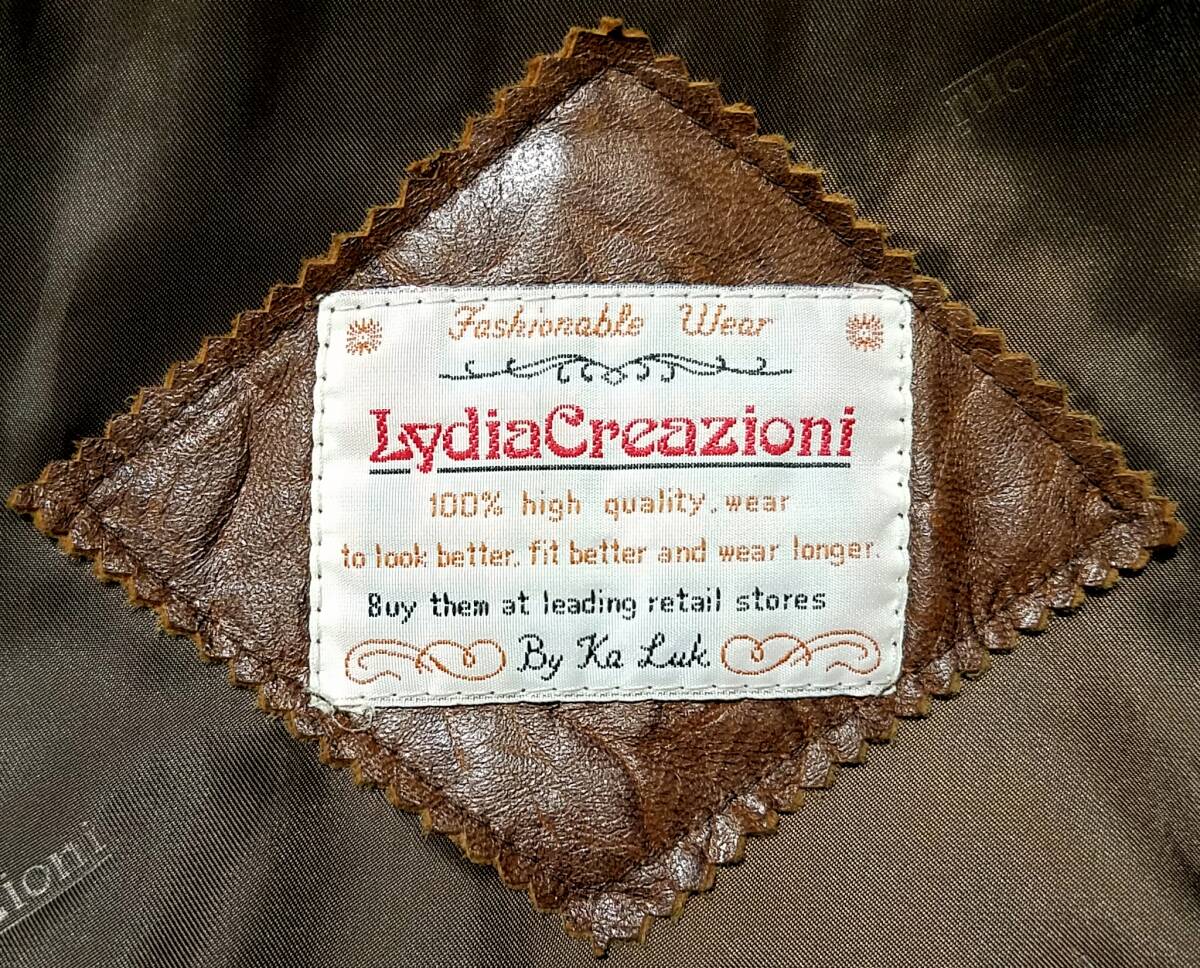 Fashionable Wear
LydiaCreazioni
100% high quality.wear
to look better. fit better and wear longer.
Buy them at leading retail stores
By Ka Luk.
zioni